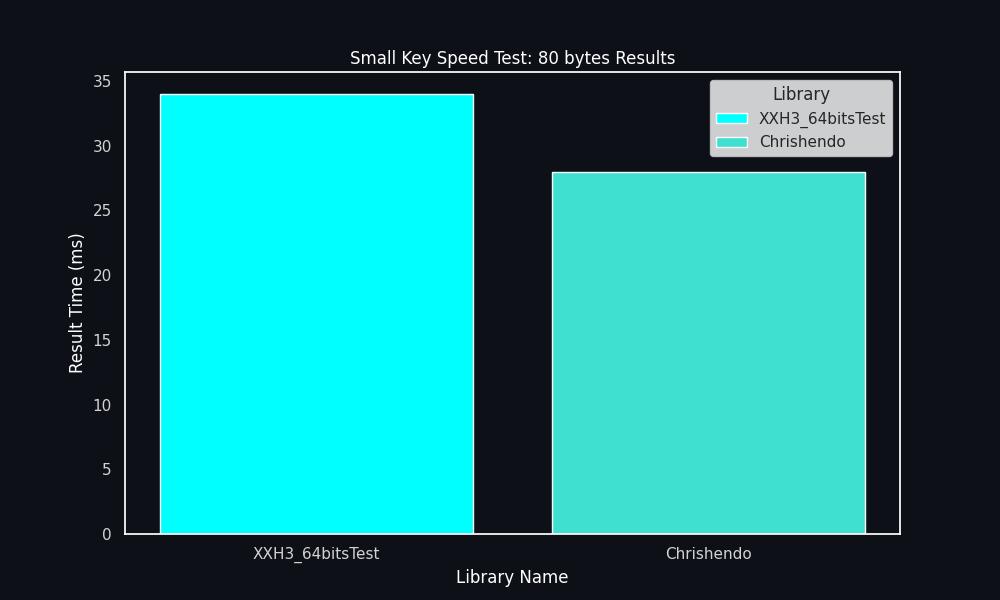 Small Key Speed Test: 80 bytes Results
35
30
25
20
15
10
5
0
Result Time (ms)
Library
XXH3_64bitsTest
Chrishendo
XXH3_64bitsTest
Chrishendo
Library Name